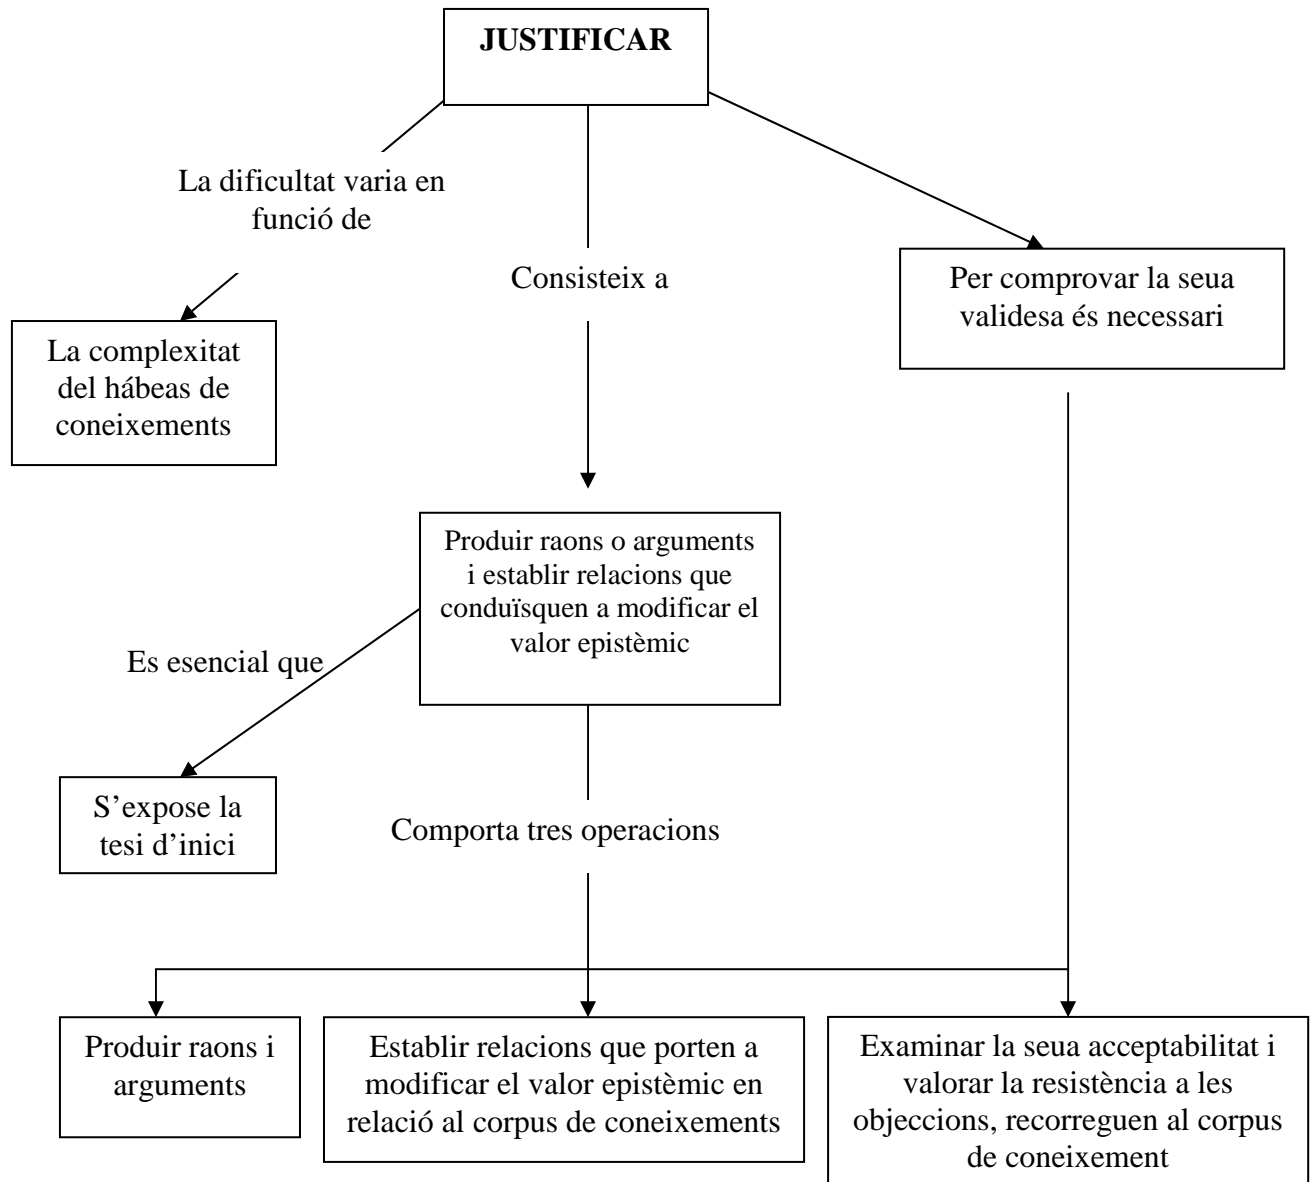 JUSTIFICAR
La dificultat varia en
funció de
Consisteix a
Per comprovar la seua
validesa és necessari
La complexitat
del hábeas de
coneixements
Produir raons o arguments
i establir relacions que
conduïsquen a modificar el
valor epistèmic
Es esencial que
S’expose la
tesi d’inici
Comporta tres operacions
Produir raons i
arguments
Establir relacions que porten a
modificar el valor epistèmic en
relació al corpus de coneixements
Examinar la seua acceptabilitat i
valorar la resistència a les
objeccions, recorreguen al corpus
de coneixement